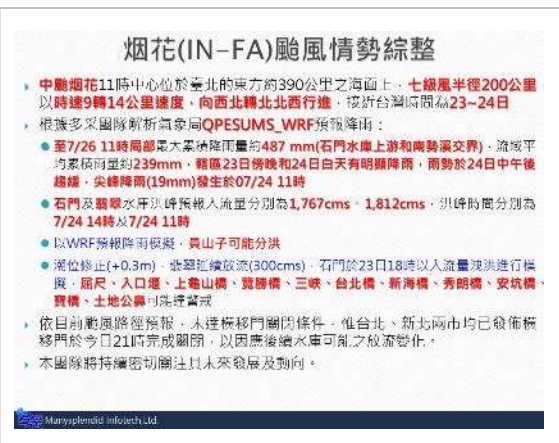 烟花(IN-FA)颱風情勢綜整
中颱烟花11時中心位於臺北的東方約390公里之海面上，七級風半徑200公里
以時速9轉14公里速度，向西北轉北北西行進，接近台灣時間為23~24日
根據多采團隊解析氣象局QPESUMS_WRF預報降雨：
至7/26 11時局部最大累積降雨量約487 mm(石門水庫上游和南勢溪交界)，流域平
均累積雨量約239mm，轄區23日傍晚和24日白天有明顯降雨，雨勢於24日中午後
趨緩，尖峰降雨(19mm)發生於07/24 11時
石門及翡翠水庫洪峰預報入流量分別為1,767cms、1,812cms，洪峰時間分別為
7/24 14時及7/24 11時
以WRF預報降雨模擬，員山子可能分洪
潮位修正(+0.3m)，翡翠延續放流(300cms)，石門於23日18時以入流量洩洪進行模
擬，屈尺、入口堰、上龜山橋、覽勝橋、三峽、台北橋、新海橋、秀朗橋、安坑橋、
寶橋、土地公鼻可能達警戒
依目前颱風路徑預報，未達橫移門關閉條件，惟台北、新北兩市均已發佈橫
移門於今日21時完成關閉，以因應後續水庫可能之放流變化。
本團隊將持續密切關注其未來發展及動向。
Manysplendid Infotech,Ltd.